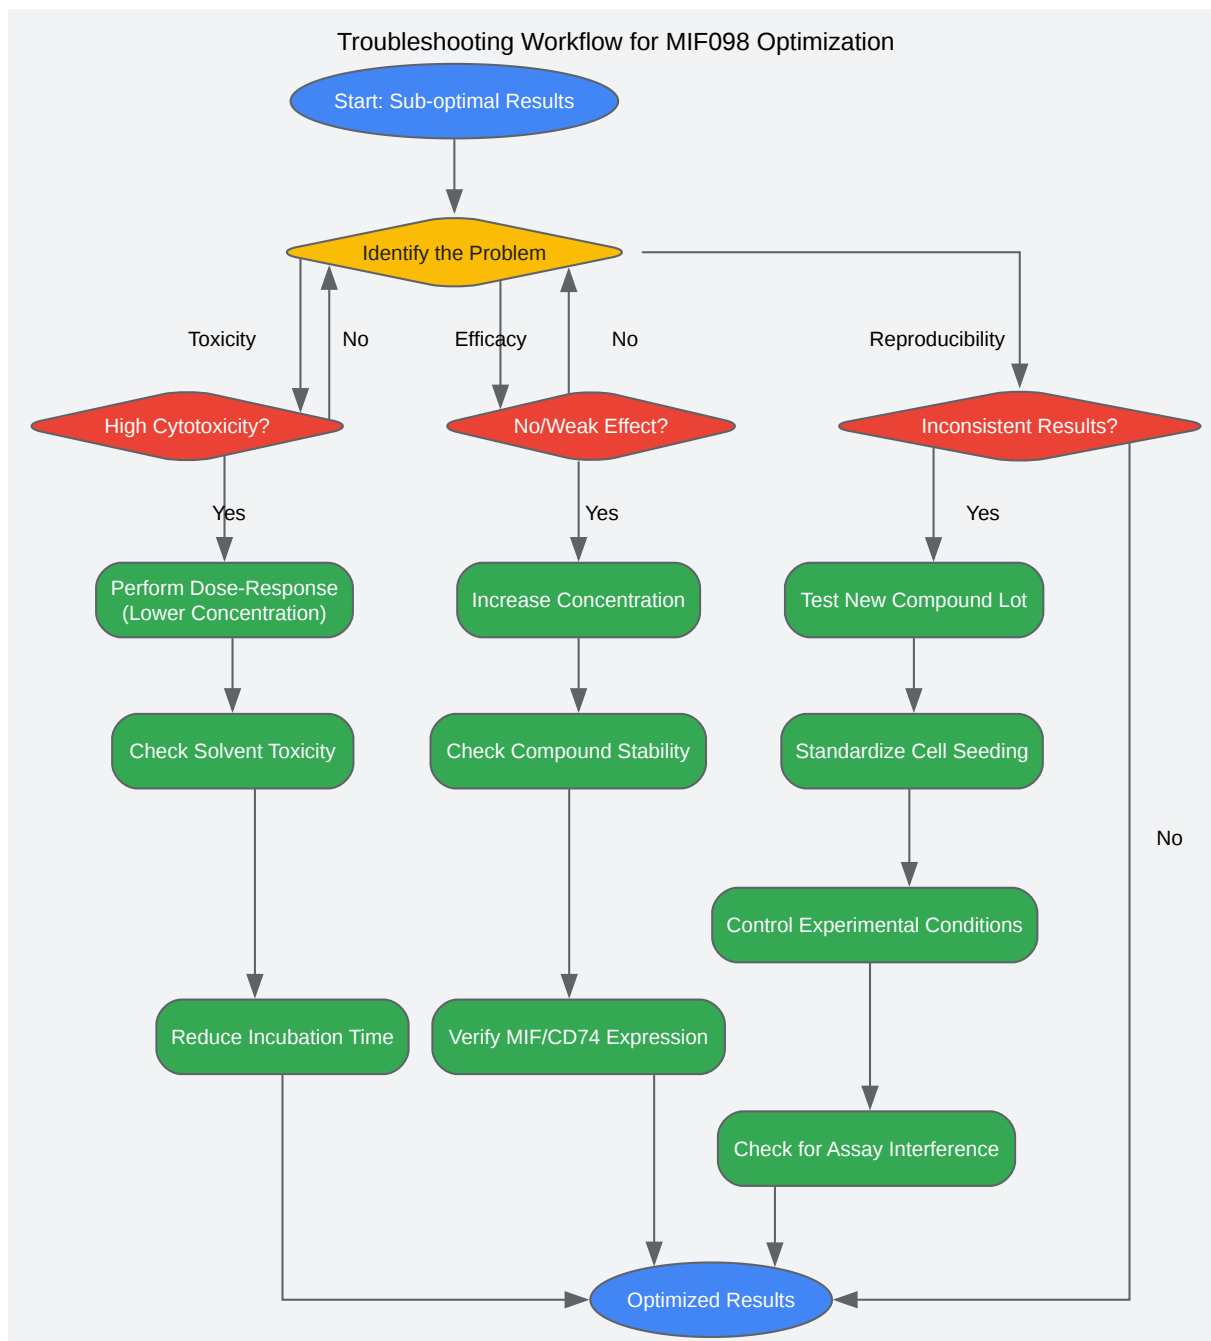 Troubleshooting Workflow for MIF098 Optimization
Start: Sub-optimal Results
Identify the Problem
Toxicity
No
Efficacy
No
Reproducibility
High Cytotoxicity?
No/Weak Effect?
Inconsistent Results?
Yes
Yes
Yes
Perform Dose-Response
(Lower Concentration)
Increase Concentration
Test New Compound Lot
Check Solvent Toxicity
Check Compound Stability
Standardize Cell Seeding
No
Control Experimental Conditions
Reduce Incubation Time
Verify MIF/CD74 Expression
Check for Assay Interference
Optimized Results